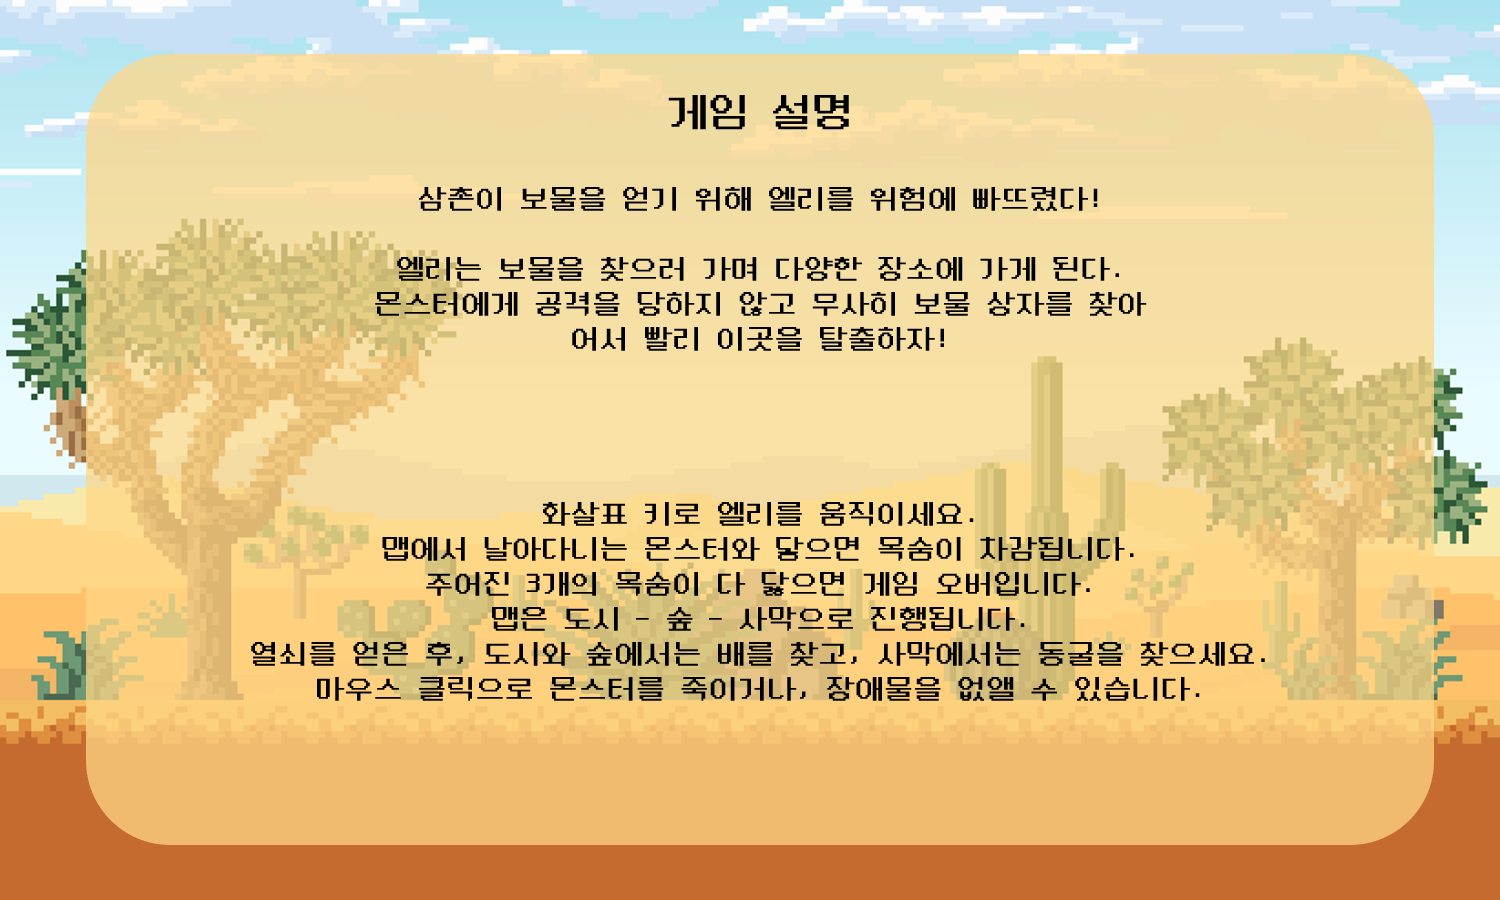 게임 설명
삼촌이 보물을 얻기 위해 엘리를 위험에 빠뜨렸다!
엘리는 보물을 찾으러 가며 다양한 장소에 가게 된다.
몬스터에게 공격을 당하지 않고 무사히 보물 상자를 찾아
어서 빨리 이곳을 탈출하자!
화살표 키로 엘리를 움직이세요.
맵에서 날아다니는 몬스터와 닿으면 목숨이 차감됩니다.
주어진 3개의 목숨이 다 닳으면 게임 오버입니다.
맵은 도시 - 숲 - 사막으로 진행됩니다.
열쇠를 얻은 후, 도시와 숲에서는 배를 찾고, 사막에서는 동굴을 찾으세요.
마우스 클릭으로 몬스터를 죽이거나, 장애물을 없앨 수 있습니다.